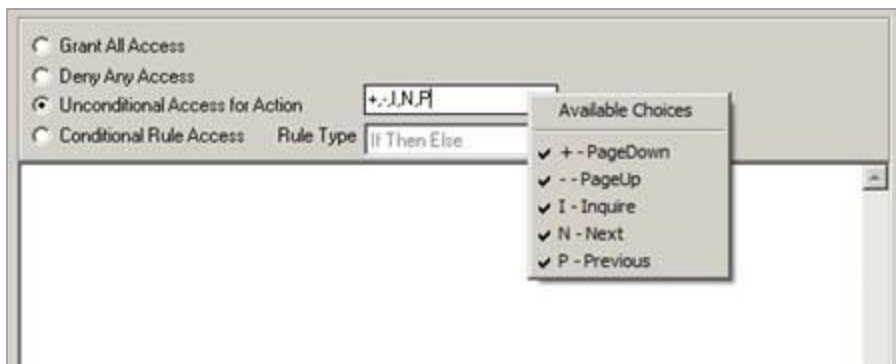 Grant All Access
Deny Any Access
Unconditional Access for Action
+,-,I,N,P
Conditional Rule Access Rule Type If Then Else
Available Choices
+ - PageDown
- - PageUp
I - Inquire
N - Next
P - Previous